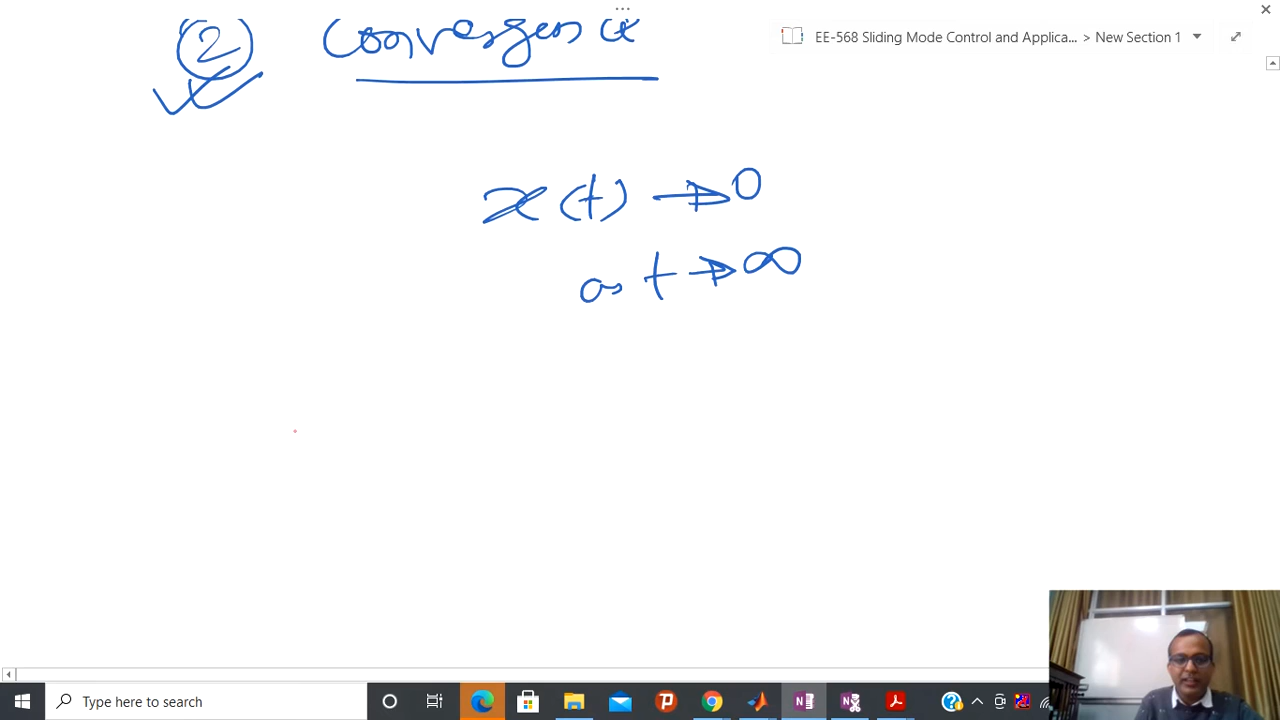 ② Convergence
EE-568 Sliding Mode Control and Applica... > New Section 1
x(t) → 0
as t → ∞
Type here to search